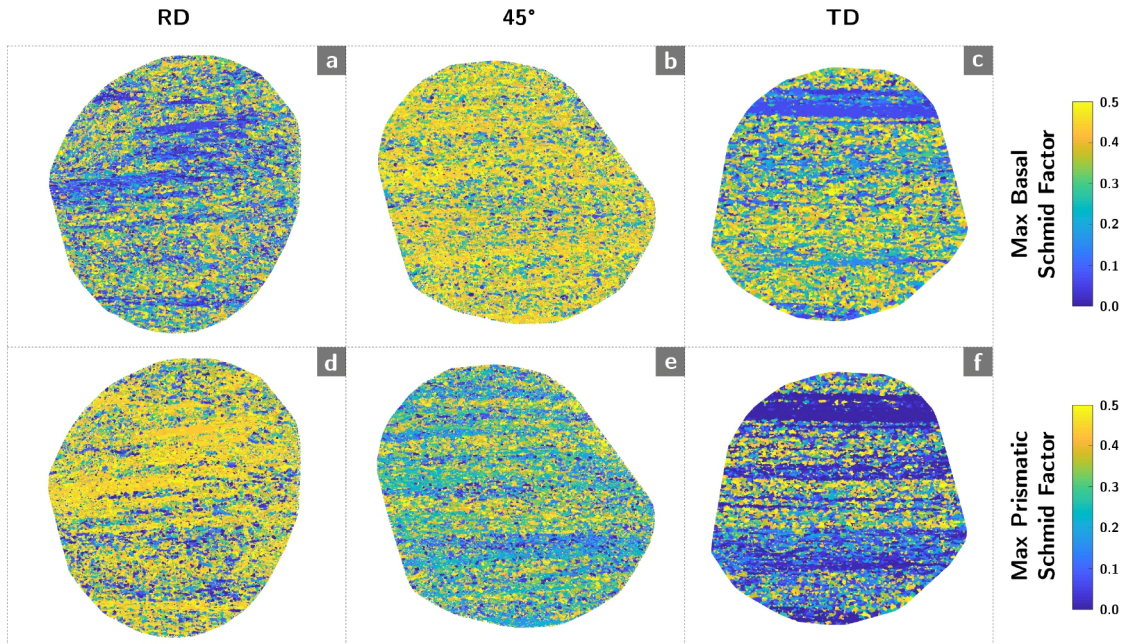 RD
45°
TD
a
b
c
0.5
0.4
0.3
0.2
0.1
0.0
Max Basal
Schmid Factor
d
e
f
0.5
0.4
0.3
0.2
0.1
0.0
Max Prismatic
Schmid Factor